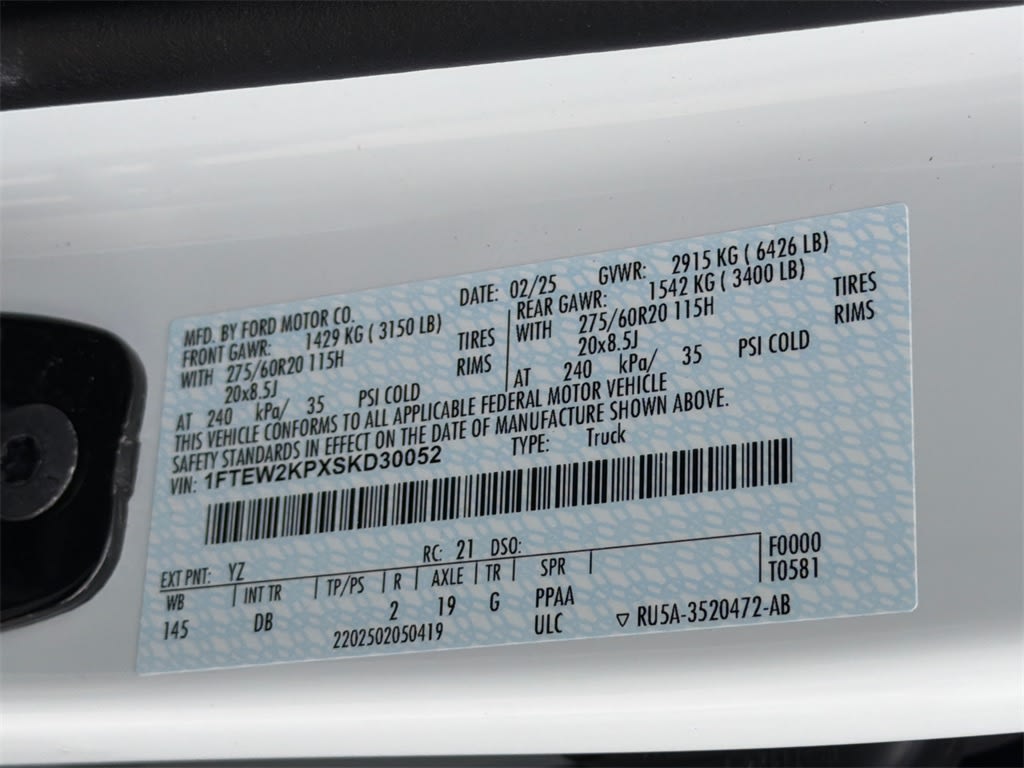 MFD. BY FORD MOTOR CO. DATE: 02/25 GVWR: 2915 KG ( 6426 LB)
FRONT GAWR: 1429 KG ( 3150 LB) REAR GAWR: 1542 KG ( 3400 LB)
WITH 275/60R20 115H TIRES WITH 275/60R20 115H TIRES
20x8.5J RIMS 20x8.5J RIMS
AT 240 kPa/ 35 PSI COLD AT 240 kPa/ 35 PSI COLD
THIS VEHICLE CONFORMS TO ALL APPLICABLE FEDERAL MOTOR VEHICLE
SAFETY STANDARDS IN EFFECT ON THE DATE OF MANUFACTURE SHOWN ABOVE.
VIN: 1FTEW2KPXSKD30052 TYPE: Truck
EXT PNT: YZ RC: 21 DSO: F0000
WB INT TR TP/PS R AXLE TR SPR T0581
145 DB 2 19 G PPAA
2202502050419 ULC ▽ RU5A-3520472-AB